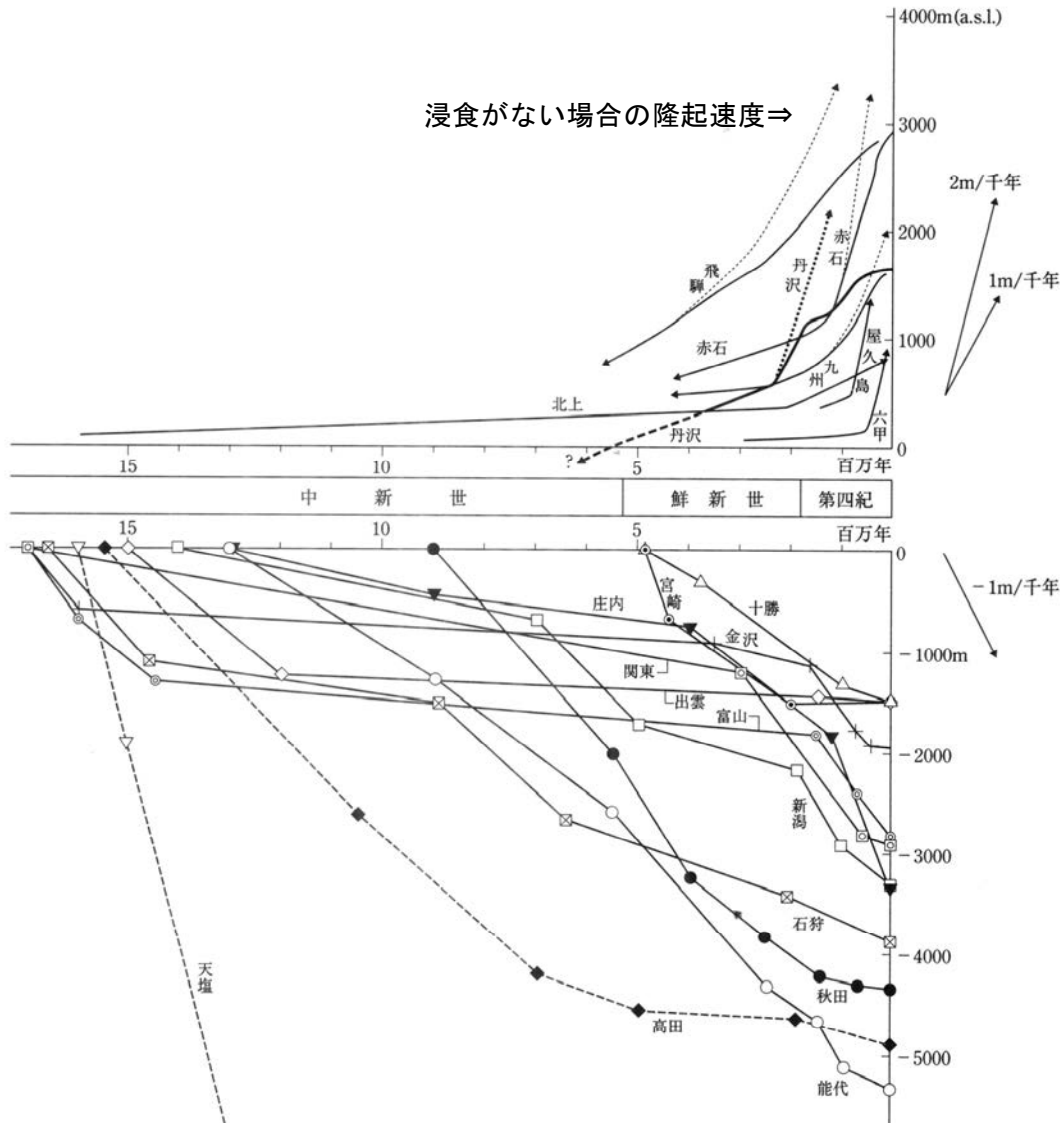 4000m(a.s.l.)
浸食がない場合の隆起速度⇒
3000
2m/千年
2000
1m/千年
飛騨
丹沢
赤石
1000
赤石
九州
屋久島
北上
六甲
丹沢
0
?
15
10
5
百万年
中新世
鮮新世
第四紀
15
10
5
百万年
0
-1m/千年
宮崎
十勝
庄内
金沢
-1000m
関東
出雲
富山
-2000
新潟
-3000
石狩
天塩
-4000
秋田
高田
-5000
能代